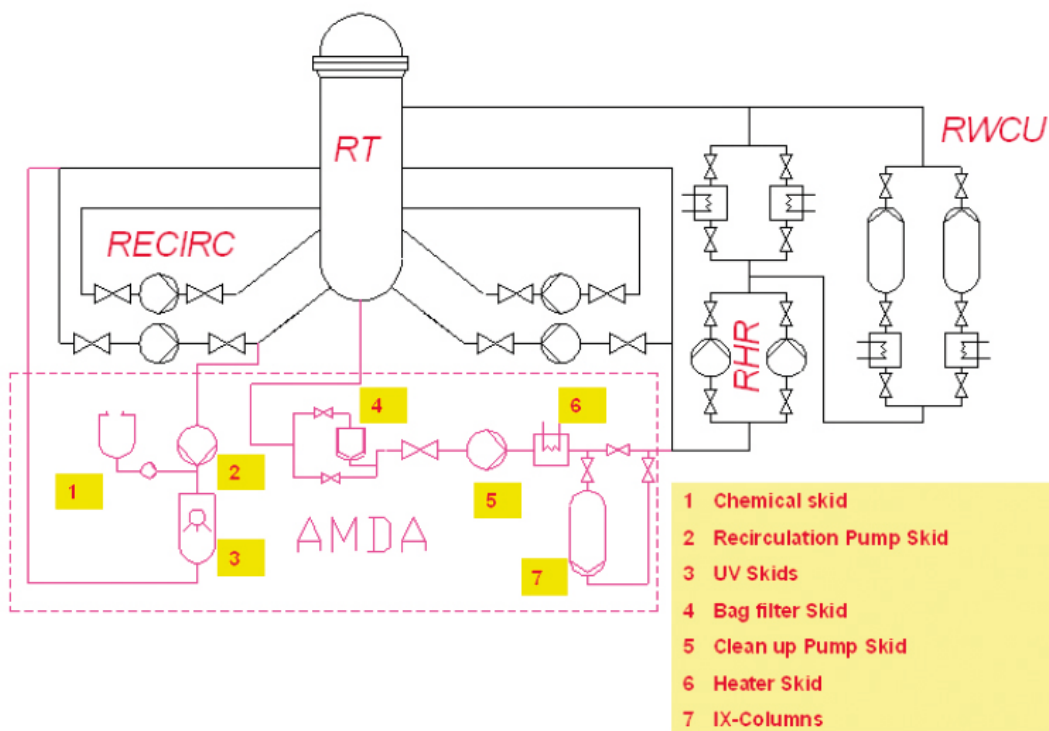 RT
RWCU
RECIRC
RHR
4
6
1
2
5
AMDA
3
7
1 Chemical skid
2 Recirculation Pump Skid
3 UV Skids
4 Bag filter Skid
5 Clean up Pump Skid
6 Heater Skid
7 IX-Columns